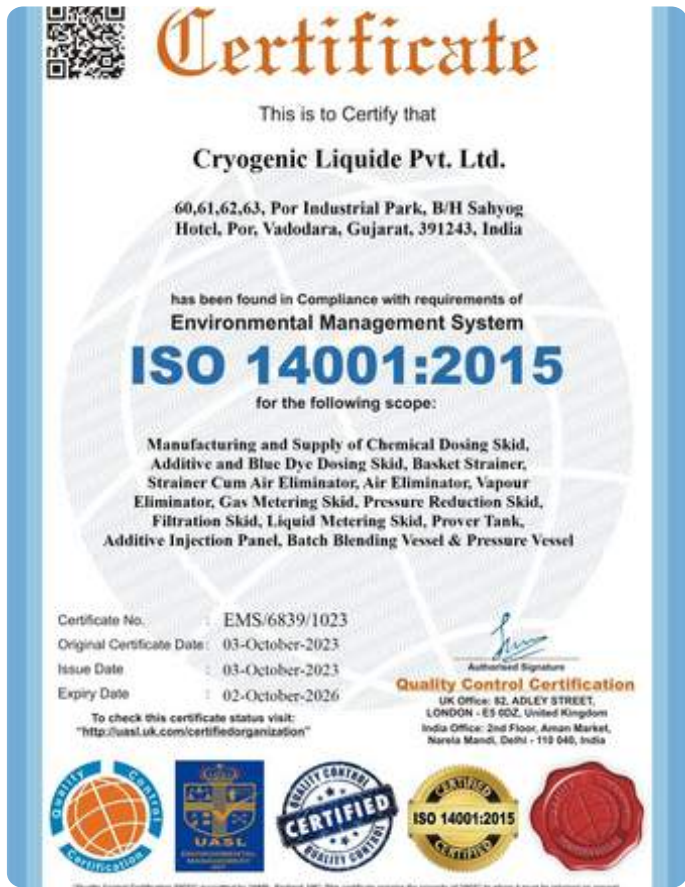 Certificate
This is to Certify that
Cryogenic Liquide Pvt. Ltd.
60,61,62,63, Por Industrial Park, B/H Sahyog
Hotel, Por, Vadodara, Gujarat, 391243, India
has been found in Compliance with requirements of
Environmental Management System
ISO 14001:2015
for the following scope:
Manufacturing and Supply of Chemical Dosing Skid,
Additive and Blue Dye Dosing Skid, Basket Strainer,
Strainer Cum Air Eliminator, Air Eliminator, Vapour
Eliminator, Gas Metering Skid, Pressure Reduction Skid,
Filtration Skid, Liquid Metering Skid, Prover Tank,
Additive Injection Panel, Batch Blending Vessel & Pressure Vessel
Certificate No. : EMS/6839/1023
Original Certificate Date : 03-October-2023
Issue Date : 03-October-2023
Expiry Date : 02-October-2026
To check this certificate status visit:
"http://uasl.uk.com/certifiedorganization"
Authorised Signature
Quality Control Certification
UK Office: 82, ADLEY STREET,
LONDON - E5 0DZ, United Kingdom
India Office: 2nd Floor, Aman Market,
Narela Mandi, Delhi - 110 040, India
Quality Control
Certification
UASL
ENVIRONMENTAL
MANAGEMENT
QUALITY CONTROL
CERTIFIED
QUALITY CONTROL
CERTIFIED
ISO 14001:2015
CERTIFIED